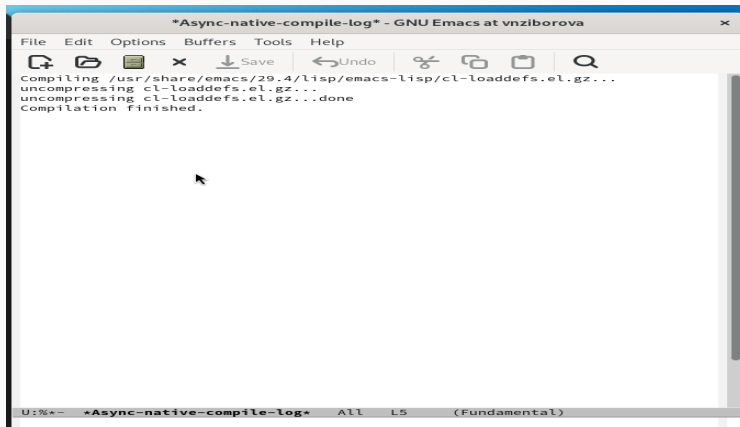 *Async-native-compile-log* - GNU Emacs at vnziborova
File Edit Options Buffers Tools Help
Save Undo
Compiling /usr/share/emacs/29.4/lisp/emacs-lisp/cl-loaddefs.el.gz...
uncompressing cl-loaddefs.el.gz...
uncompressing cl-loaddefs.el.gz...done
Compilation finished.
U:%*- *Async-native-compile-log* All L5 (Fundamental)